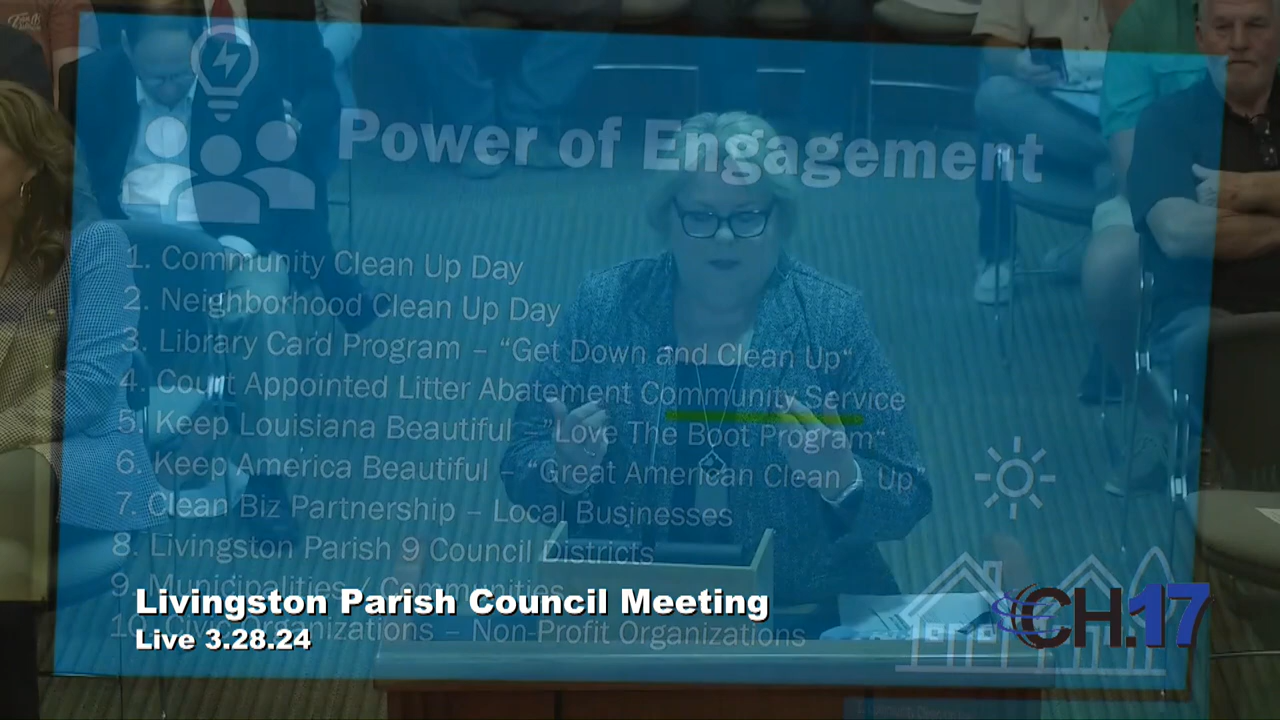 Power of Engagement
1. Community Clean Up Day
2. Neighborhood Clean Up Day
3. Library Card Program – "Get Down and Clean Up"
4. Court Appointed Litter Abatement Community Service
5. Keep Louisiana Beautiful – "Love The Boot Program"
6. Keep America Beautiful – "Great American Clean Up
7. Clean Biz Partnership – Local Businesses
8. Livingston Parish 9 Council Districts
9. Municipalities / Communities
10. Civic Organizations – Non-Profit Organizations
Livingston Parish Council Meeting
Live 3.28.24
CH.17